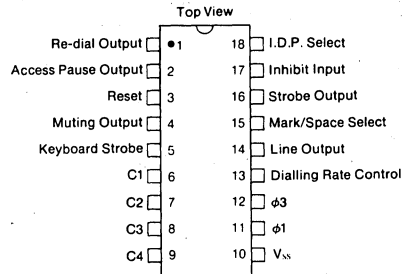 Top View
Re-dial Output 1 18 I.D.P. Select
Access Pause Output 2 17 Inhibit Input
Reset 3 16 Strobe Output
Muting Output 4 15 Mark/Space Select
Keyboard Strobe 5 14 Line Output
C1 6 13 Dialling Rate Control
C2 7 12 ϕ3
C3 8 11 ϕ1
C4 9 10 Vss